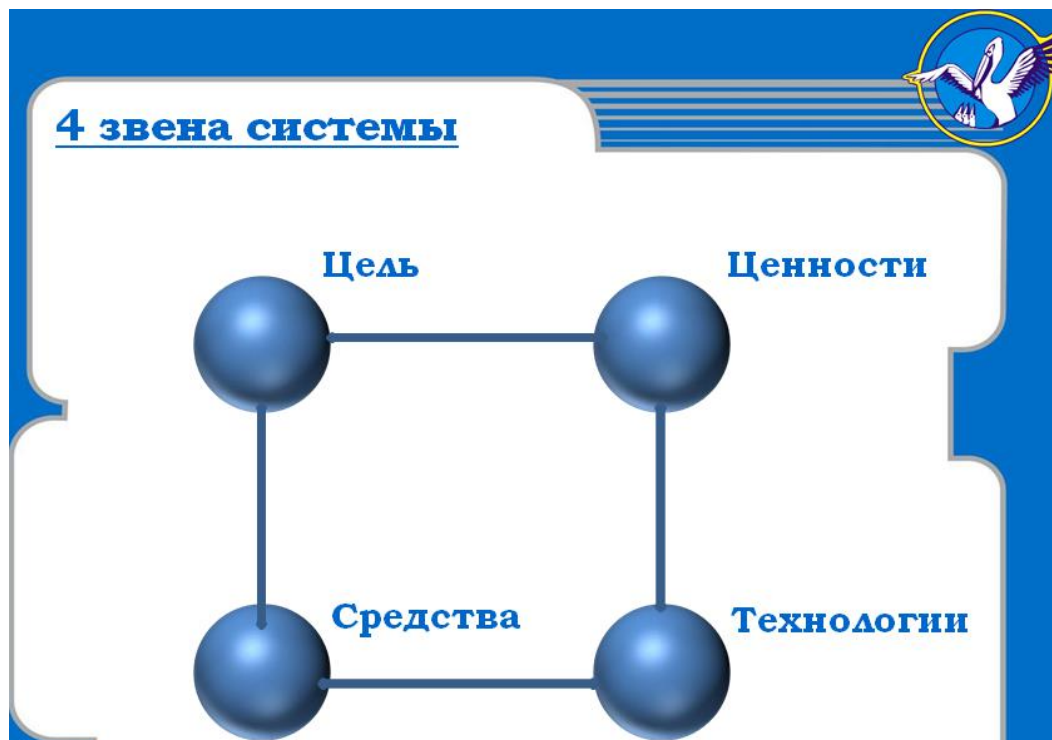 4 звена системы
Цель
Ценности
Средства
Технологии